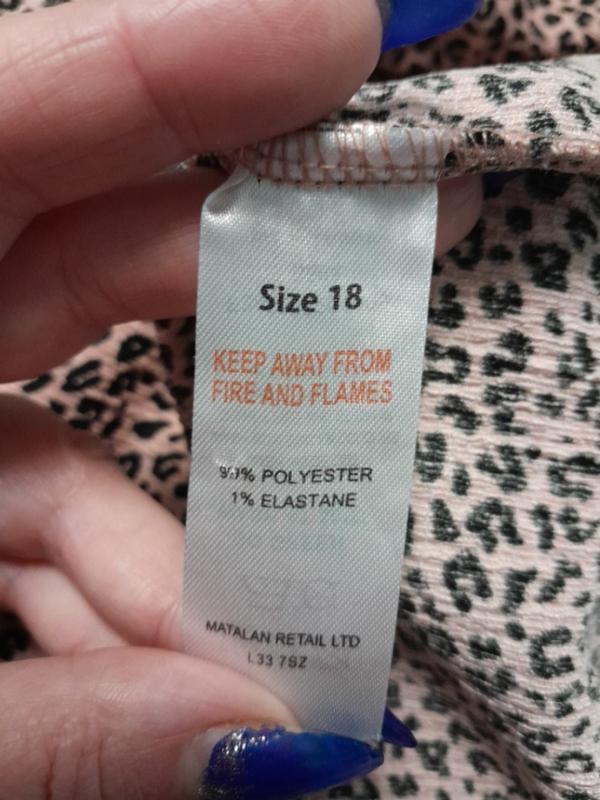 Size 18
KEEP AWAY FROM
FIRE AND FLAMES
99% POLYESTER
1% ELASTANE
MATALAN RETAIL LTD
L33 7SZ